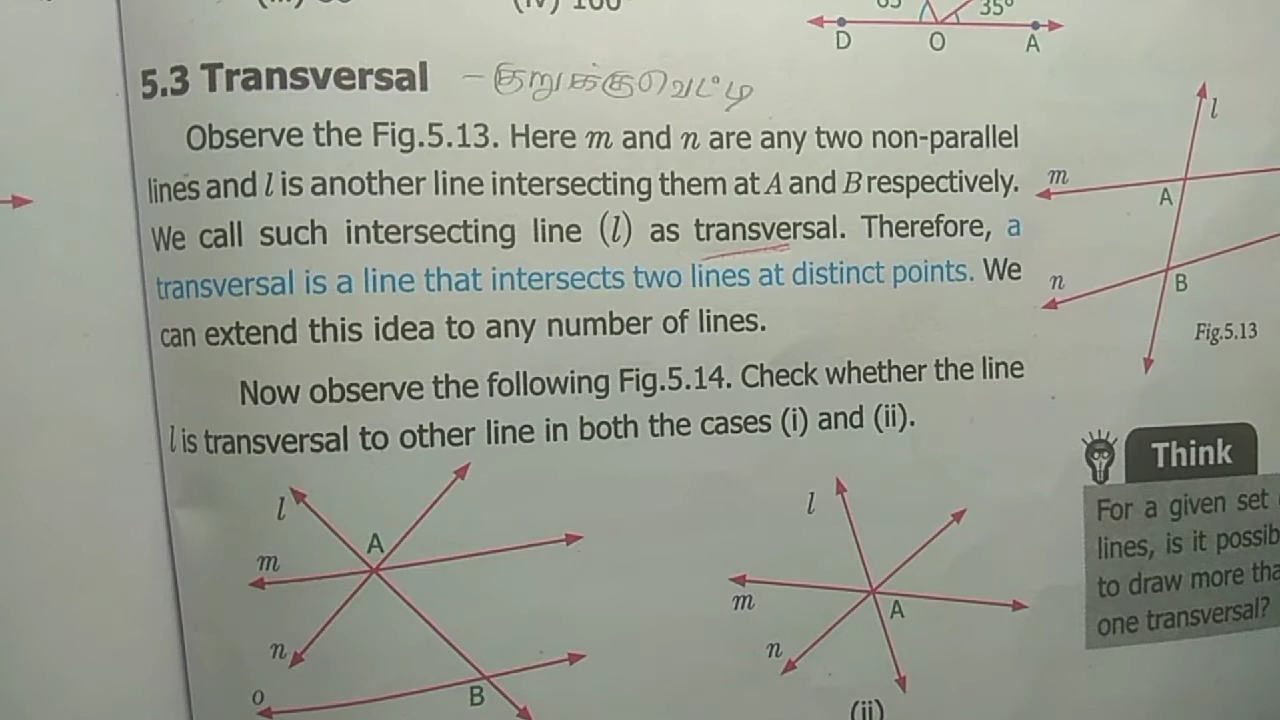 35°
D
O
A
5.3 Transversal - குறுக்குவெட்டி
Observe the Fig.5.13. Here m and n are any two non-parallel
lines and l is another line intersecting them at A and B respectively.
We call such intersecting line (l) as transversal. Therefore, a
transversal is a line that intersects two lines at distinct points. We
can extend this idea to any number of lines.
l
m
A
n
B
Fig.5.13
Now observe the following Fig.5.14. Check whether the line
l is transversal to other line in both the cases (i) and (ii).
l
A
m
n
o
B
l
m
A
n
(ii)
Think
For a given set
lines, is it
to draw more
one transversal?